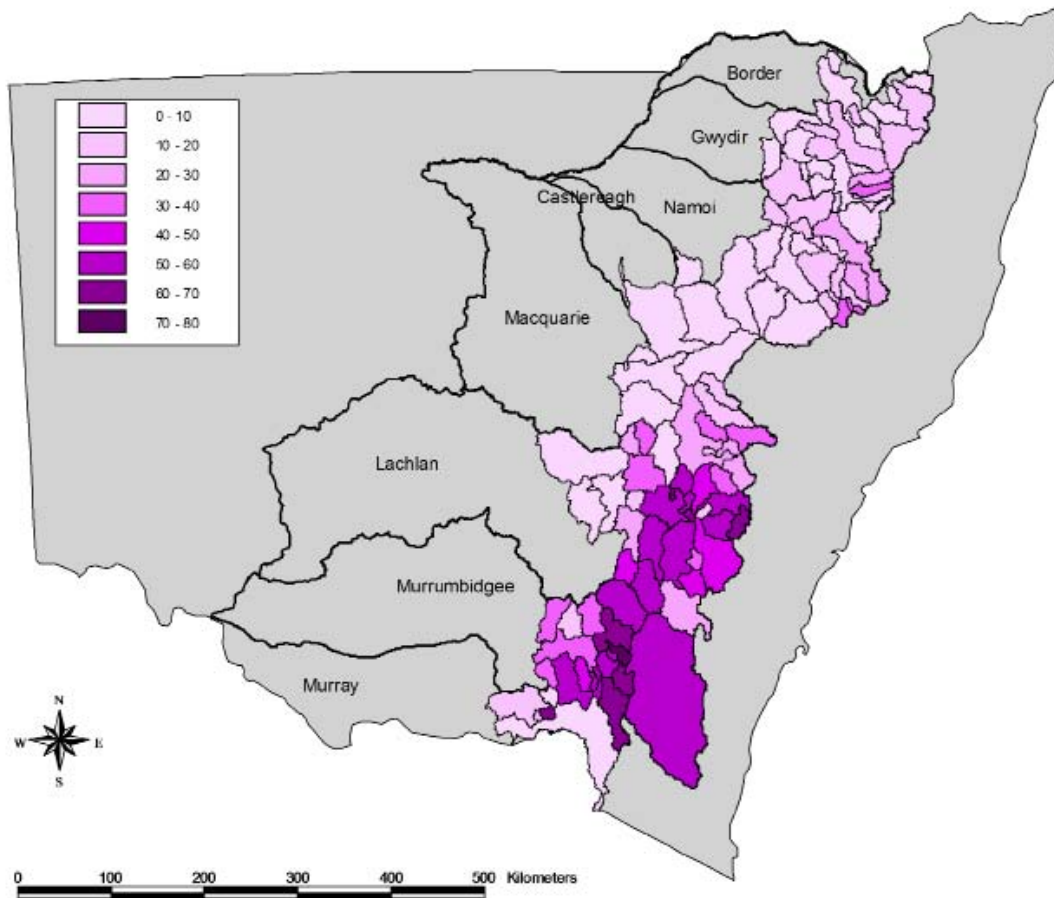 Border
0 - 10
10 - 20
20 - 30
30 - 40
40 - 50
50 - 60
60 - 70
70 - 80
Gwydir
Castlereagh
Namoi
Macquarie
Lachlan
Murrumbidgee
Murray
N
W E
S
0 100 200 300 400 500 Kilometers